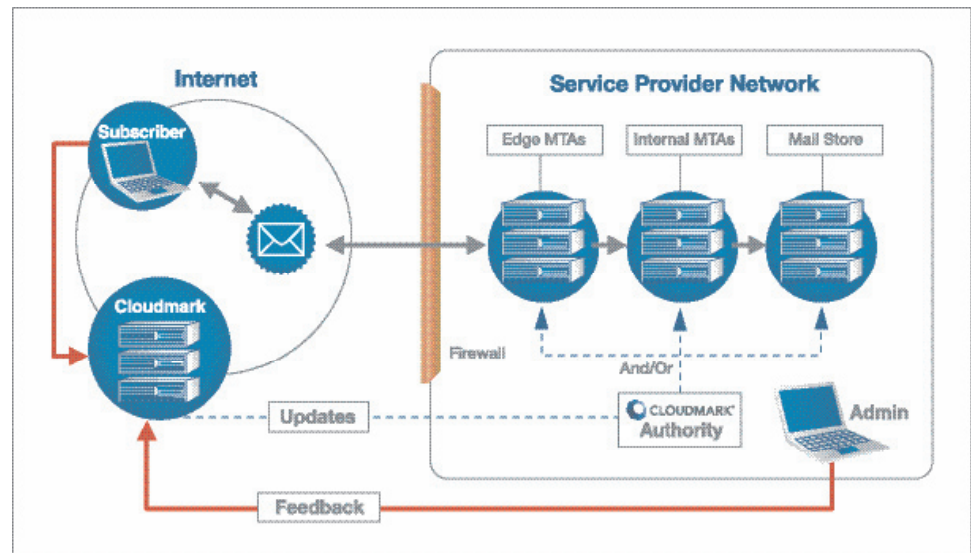 Internet
Service Provider Network
Subscriber
Edge MTAs
Internal MTAs
Mail Store
Cloudmark
Firewall
And/Or
Updates
CLOUDMARK®
Authority
Admin
Feedback